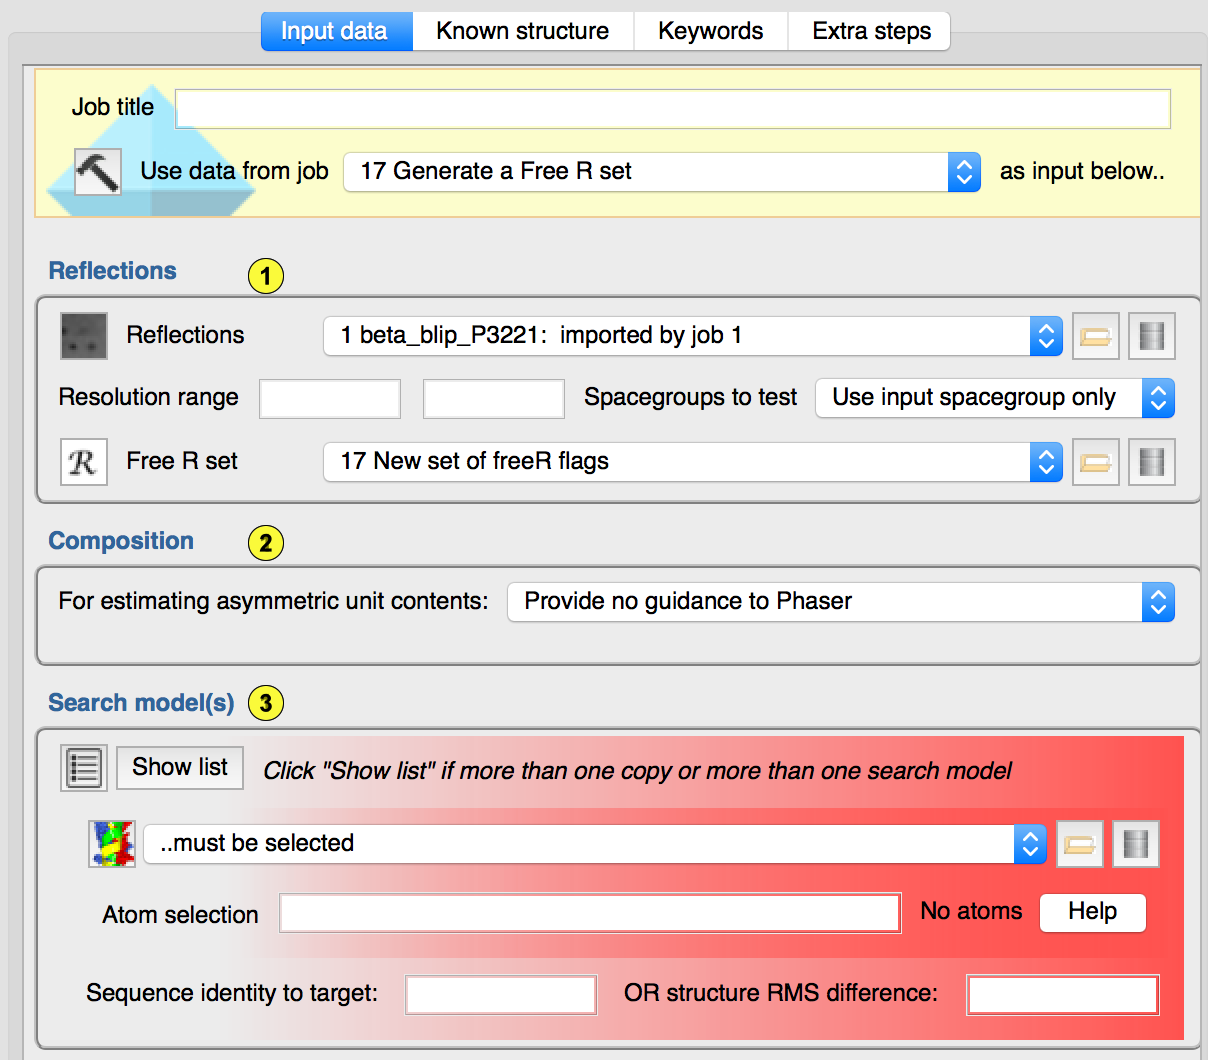 Input data Known structure Keywords Extra steps
Job title
Use data from job 17 Generate a Free R set as input below..
Reflections 1
Reflections 1 beta_blip_P3221: imported by job 1
Resolution range Spacegroups to test Use input spacegroup only
R Free R set 17 New set of freeR flags
Composition 2
For estimating asymmetric unit contents: Provide no guidance to Phaser
Search model(s) 3
Show list Click "Show list" if more than one copy or more than one search model
..must be selected
Atom selection No atoms Help
Sequence identity to target: OR structure RMS difference: